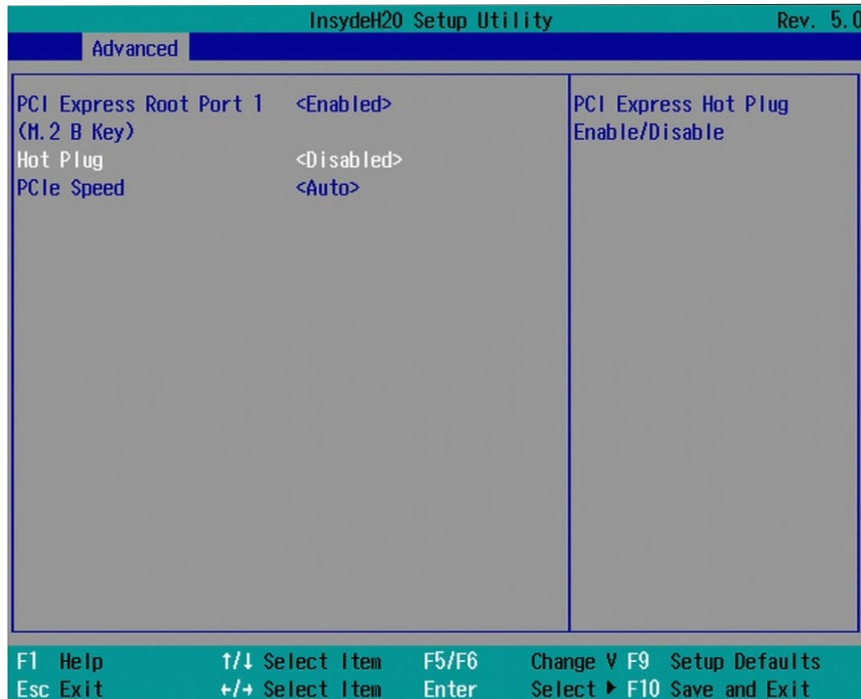 InsydeH20 Setup Utility Rev. 5.0
Advanced
PCI Express Root Port 1 <Enabled>
(M.2 B Key)
Hot Plug <Disabled>
PCIe Speed <Auto>
PCI Express Hot Plug
Enable/Disable
F1 Help ↑/↓ Select Item F5/F6 Change V F9 Setup Defaults
Esc Exit ←/→ Select Item Enter Select ▶ F10 Save and Exit